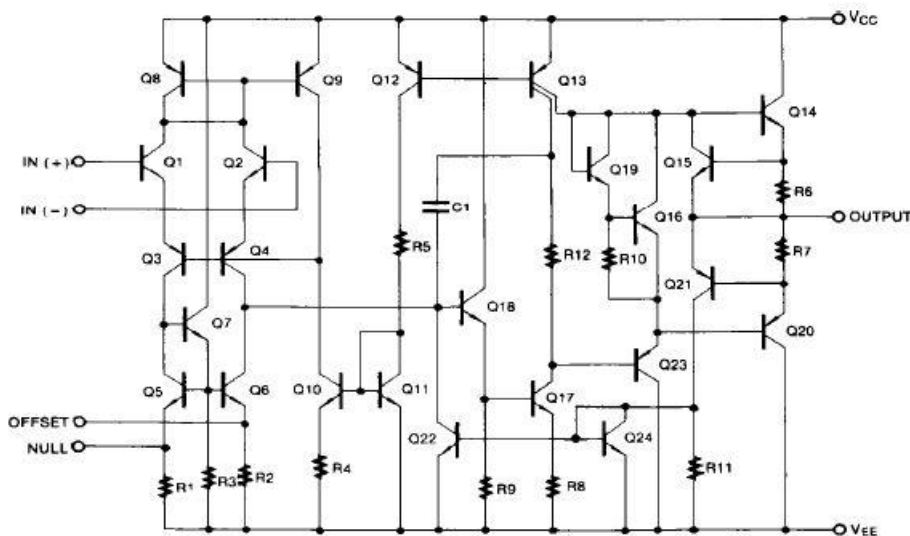 VCC
Q8
Q9
Q12
Q13
Q14
IN (+)
Q1
Q2
Q19
Q15
R6
IN (-)
C1
Q16
OUTPUT
Q3
Q4
R5
R12
R10
R7
Q21
Q7
Q18
Q20
Q5
Q6
Q10
Q11
Q17
Q23
OFFSET
Q22
Q24
NULL
R1
R3
R2
R4
R9
R8
R11
VEE